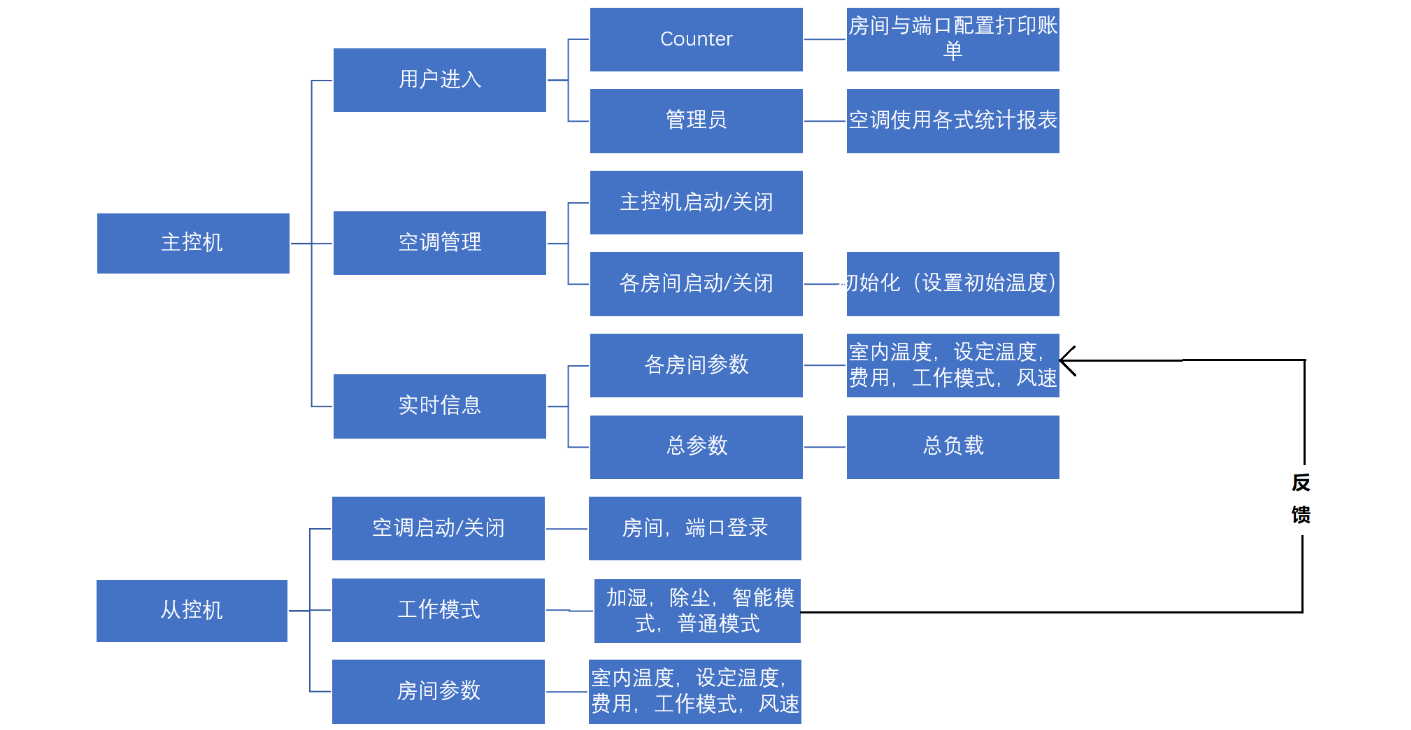 Counter
房间与端口配置打印账
单
用户进入
管理员
空调使用各式统计报表
主控机启动/关闭
主控机
空调管理
各房间启动/关闭
初始化（设置初始温度）
各房间参数
室内温度，设定温度，
费用，工作模式，风速
实时信息
总参数
总负载
反
馈
空调启动/关闭
房间，端口登录
从控机
工作模式
加湿，除尘，智能模
式，普通模式
房间参数
室内温度，设定温度，
费用，工作模式，风速